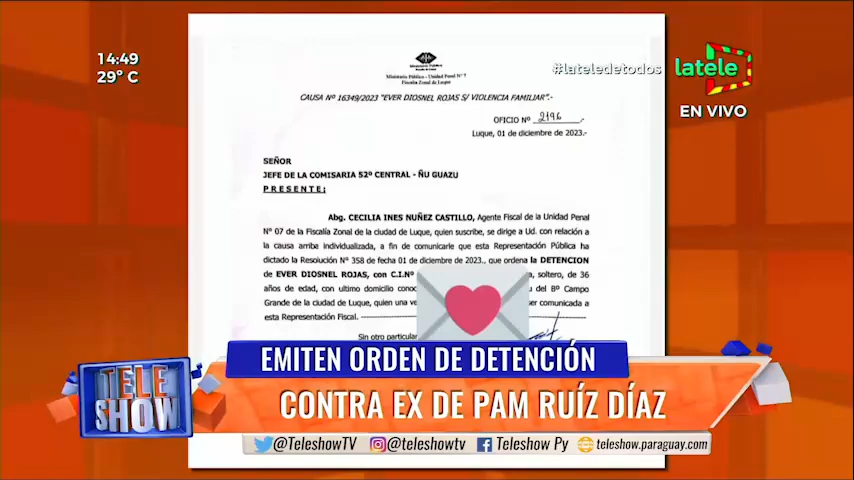 14:49
29º C
#lateledetodos
latele
EN VIVO
Ministerio Público - Unidad Penal Nº 7
Fiscalía Zonal de Luque
CAUSA Nº 16349/2023 "EVER DIOSNEL ROJAS S/ VIOLENCIA FAMILIAR".-
OFICIO Nº 2196.-
Luque, 01 de diciembre de 2023.-
SEÑOR
JEFE DE LA COMISARIA 52º CENTRAL - ÑU GUAZU
PRESENTE:
Abg. CECILIA INES NUÑEZ CASTILLO, Agente Fiscal de la Unidad Penal
Nº 07 de la Fiscalía Zonal de la ciudad de Luque, quien suscribe, se dirige a Ud. con relación a
la causa arriba individualizada, a fin de comunicarle que esta Representación Pública ha
dictado la Resolución Nº 358 de fecha 01 de diciembre de 2023., que ordena la DETENCION
de EVER DIOSNEL ROJAS, con C.I.Nº , soltero, de 36
años de edad, con ultimo domicilio del Bº Campo
Grande de la ciudad de Luque, quien una comunicada a
esta Representación Fiscal.
Sin otro particular
EMITEN ORDEN DE DETENCIÓN
CONTRA EX DE PAM RUÍZ DÍAZ
TELE
SHOW
@TeleshowTV @teleshowtv Teleshow Py teleshow.paraguay.com